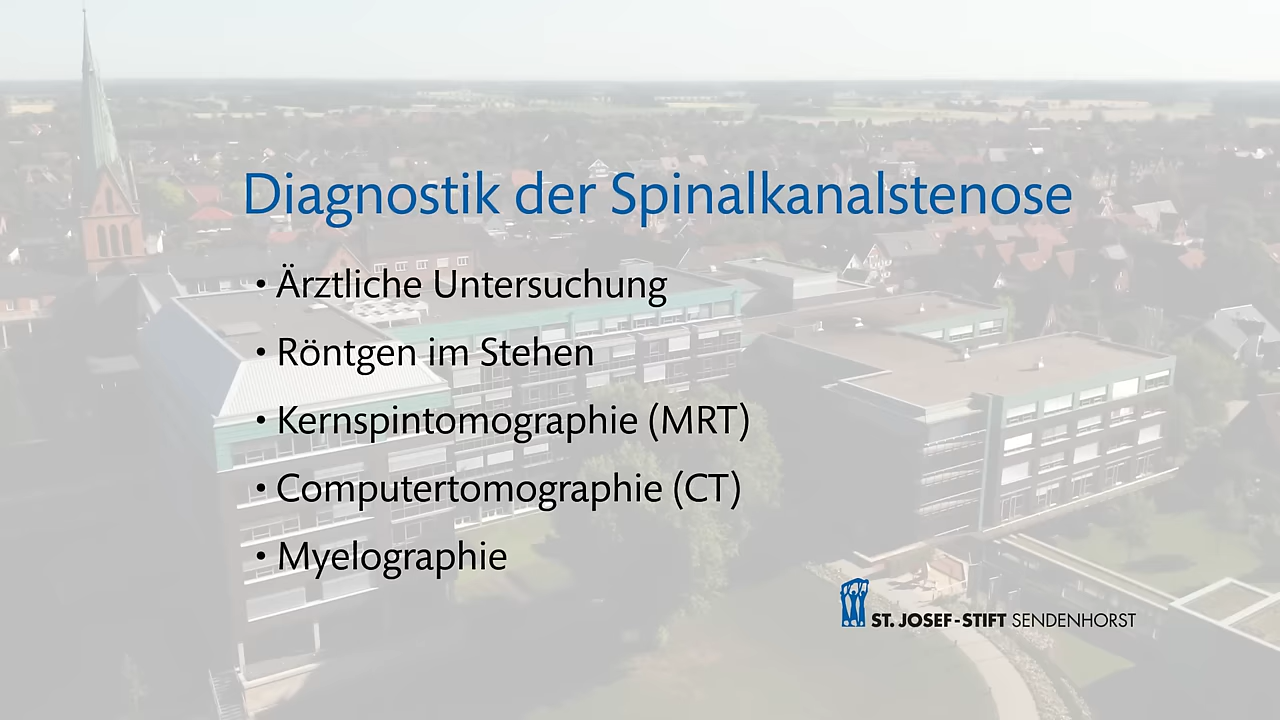 Diagnostik der Spinalkanalstenose
• Ärztliche Untersuchung
• Röntgen im Stehen
• Kernspintomographie (MRT)
• Computertomographie (CT)
• Myelographie
ST. JOSEF-STIFT SENDENHORST